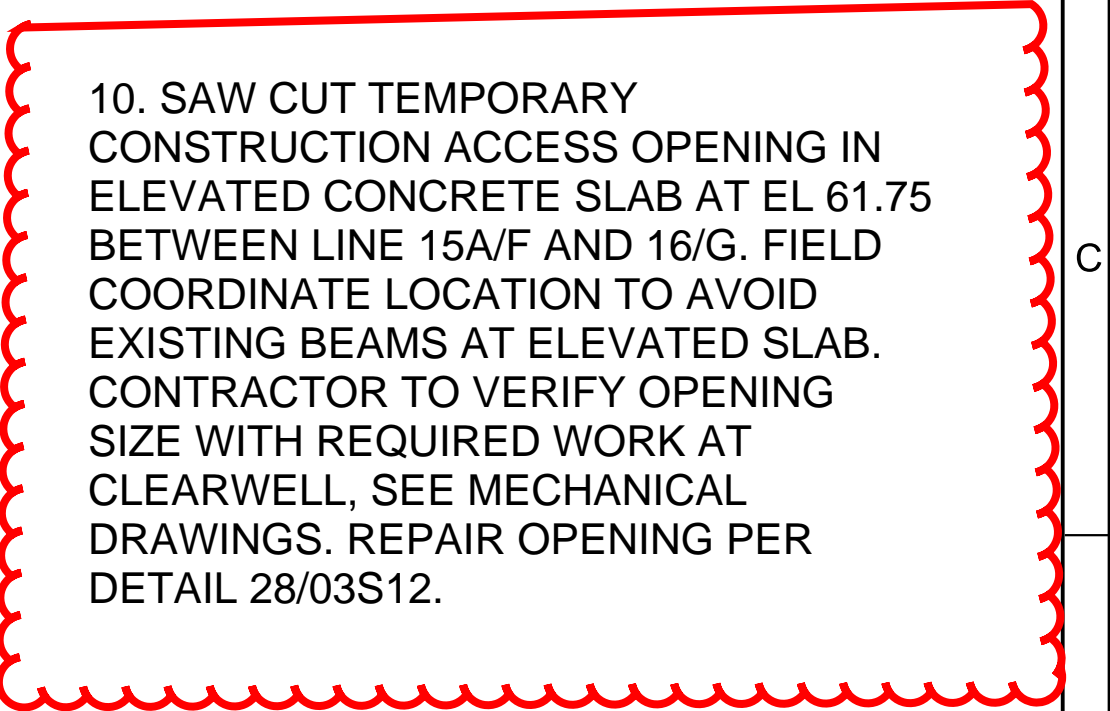 10. SAW CUT TEMPORARY
CONSTRUCTION ACCESS OPENING IN
ELEVATED CONCRETE SLAB AT EL 61.75
BETWEEN LINE 15A/F AND 16/G. FIELD
COORDINATE LOCATION TO AVOID
EXISTING BEAMS AT ELEVATED SLAB.
CONTRACTOR TO VERIFY OPENING
SIZE WITH REQUIRED WORK AT
CLEARWELL, SEE MECHANICAL
DRAWINGS. REPAIR OPENING PER
DETAIL 28/03S12.
C